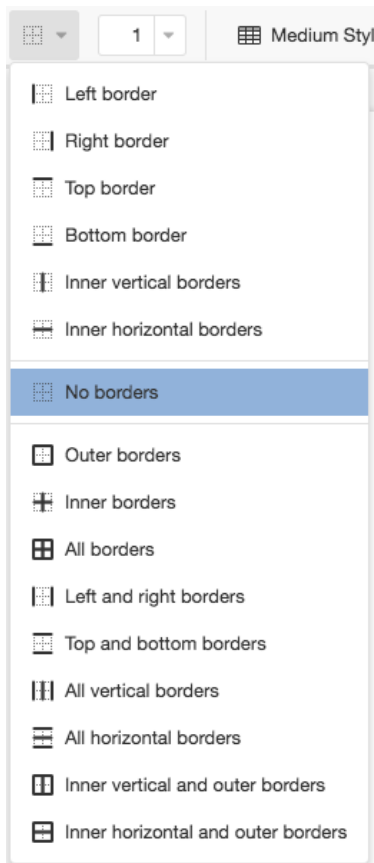 1
Medium Styl
Left border
Right border
Top border
Bottom border
Inner vertical borders
Inner horizontal borders
No borders
Outer borders
Inner borders
All borders
Left and right borders
Top and bottom borders
All vertical borders
All horizontal borders
Inner vertical and outer borders
Inner horizontal and outer borders